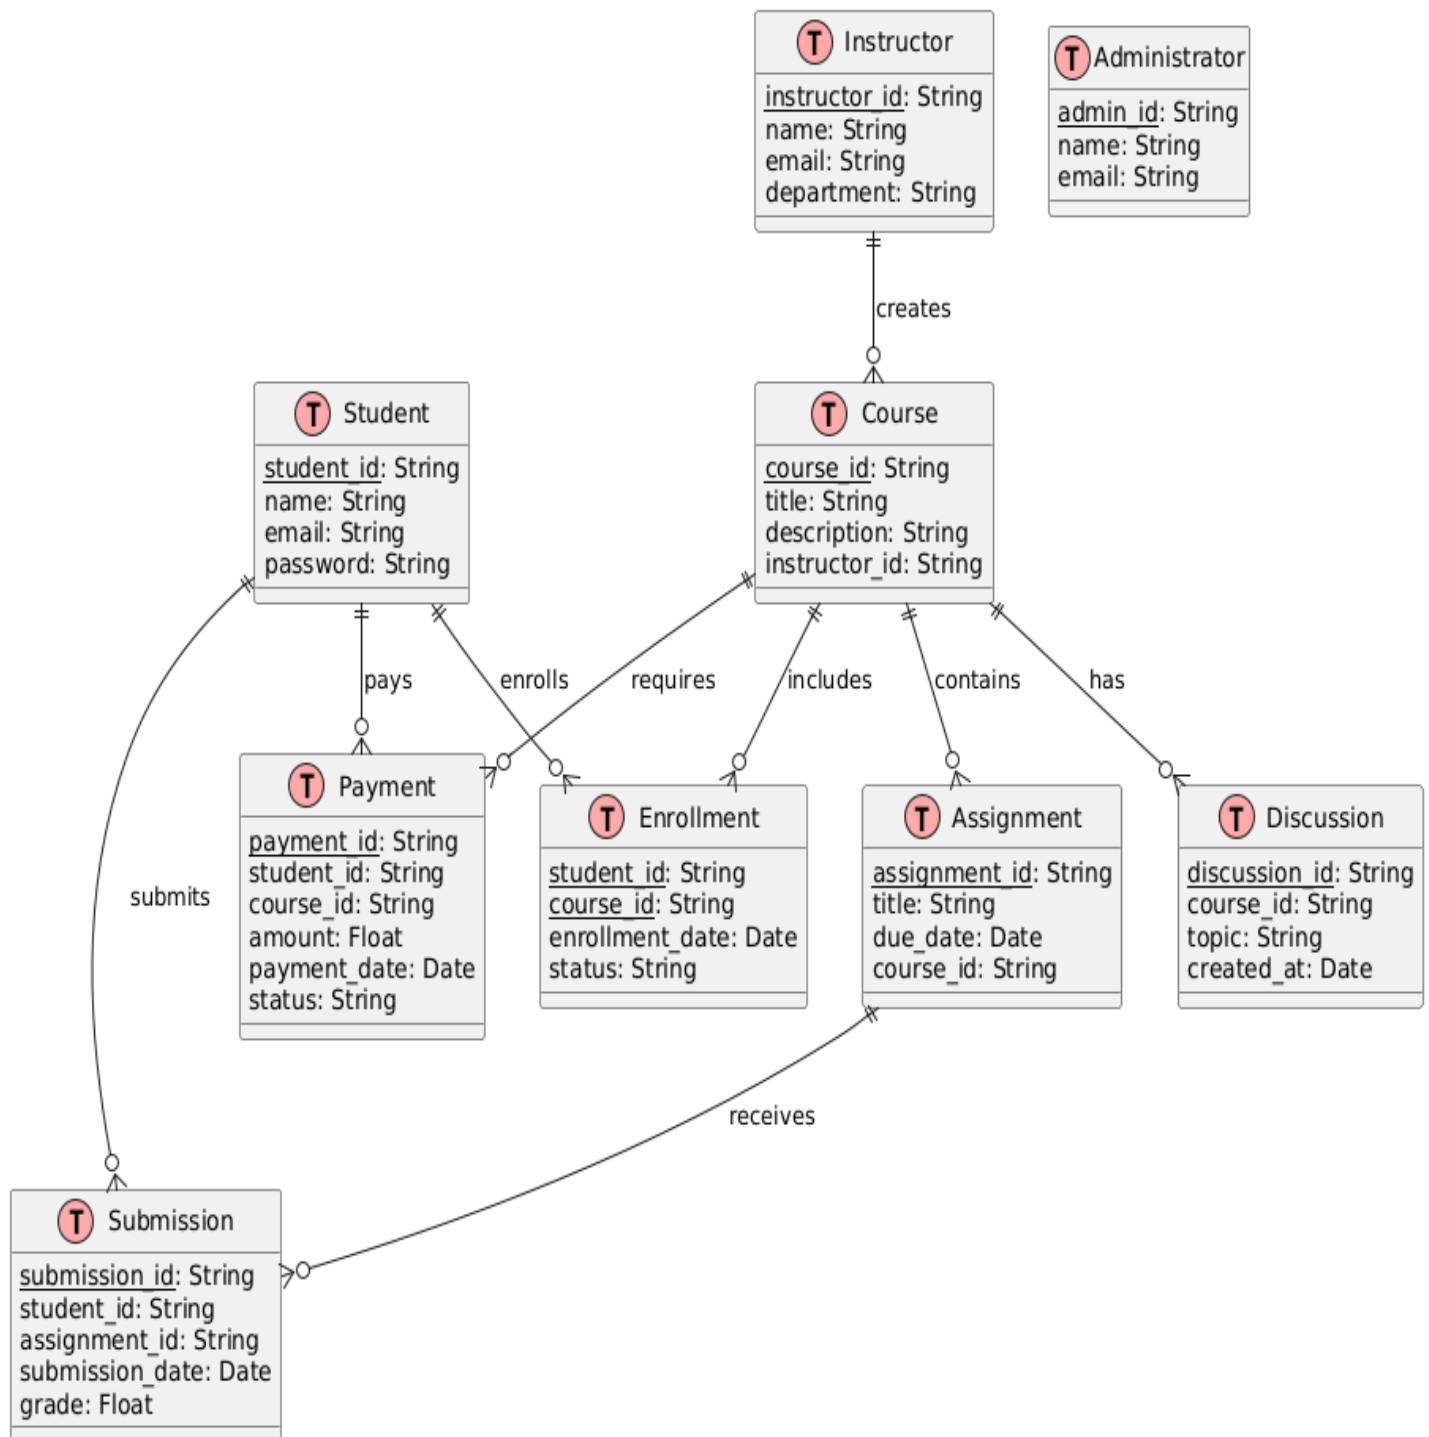 T Instructor
instructor_id: String
name: String
email: String
department: String
T Administrator
admin_id: String
name: String
email: String
creates
T Student
student_id: String
name: String
email: String
password: String
T Course
course_id: String
title: String
description: String
instructor_id: String
pays
enrolls
requires
includes
contains
has
T Payment
payment_id: String
student_id: String
course_id: String
amount: Float
payment_date: Date
status: String
T Enrollment
student_id: String
course_id: String
enrollment_date: Date
status: String
T Assignment
assignment_id: String
title: String
due_date: Date
course_id: String
T Discussion
discussion_id: String
course_id: String
topic: String
created_at: Date
submits
receives
T Submission
submission_id: String
student_id: String
assignment_id: String
submission_date: Date
grade: Float